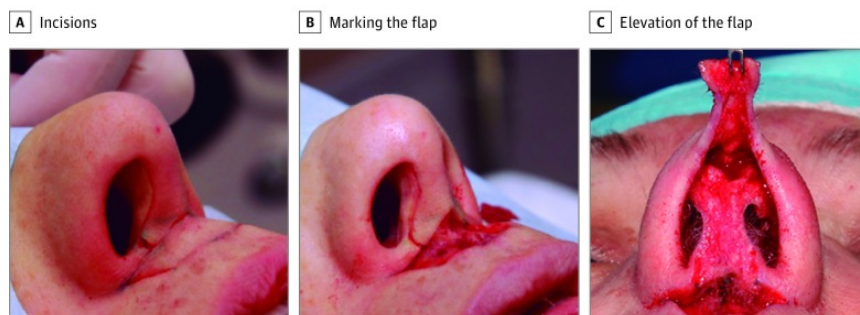 A Incisions
B Marking the flap
C Elevation of the flap